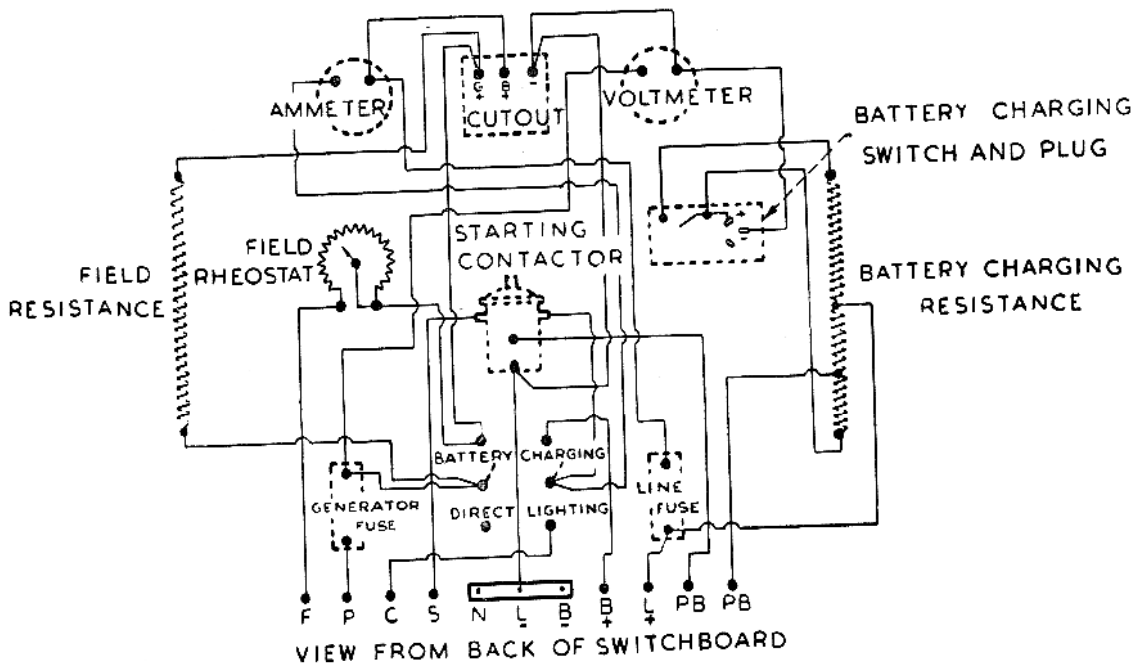 AMMETER
G
+
B
+
-
CUTOUT
VOLTMETER
BATTERY CHARGING
SWITCH AND PLUG
+
-
STARTING
CONTACTOR
FIELD
RHEOSTAT
FIELD
RESISTANCE
BATTERY CHARGING
RESISTANCE
BATTERY CHARGING
GENERATOR
FUSE
DIRECT LIGHTING
LINE
FUSE
F P C S N L B B L PB PB
- - + +
VIEW FROM BACK OF SWITCHBOARD